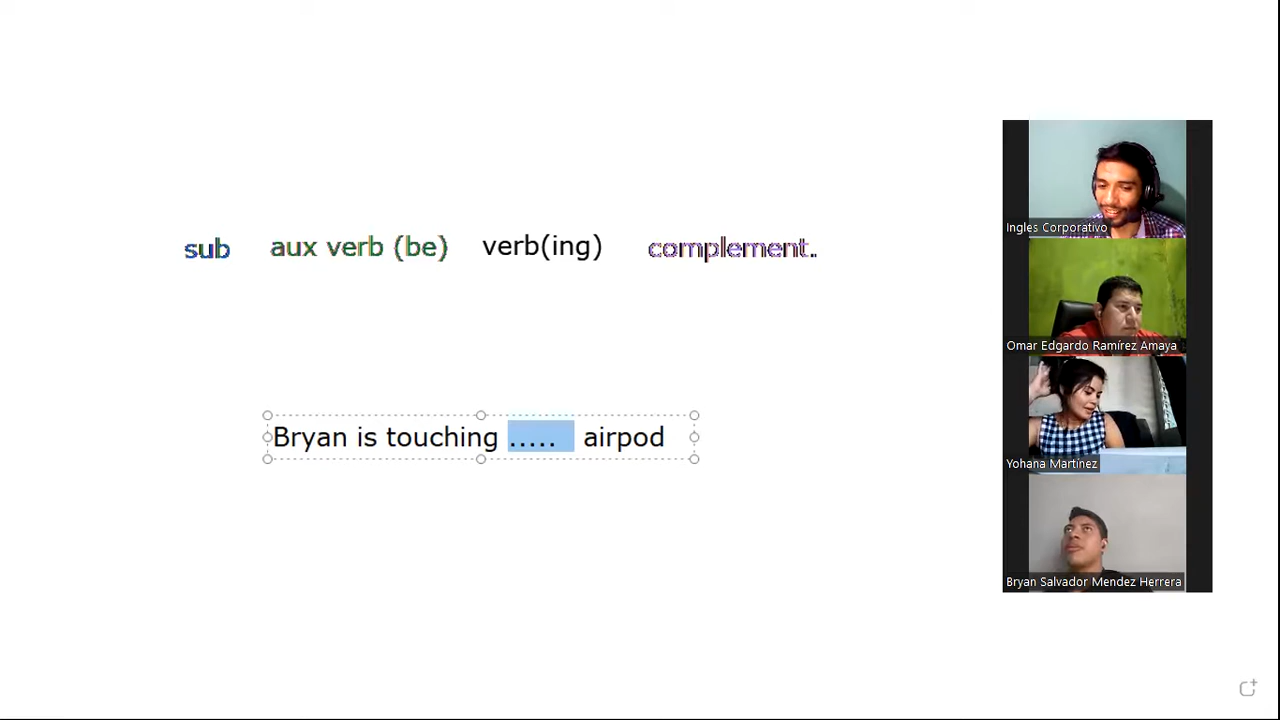 sub aux verb (be) verb(ing) complement.
Bryan is touching ..... airpod
Ingles Corporativo
Omar Edgardo Ramírez Amaya
Yohana Martinez
Bryan Salvador Mendez Herrera